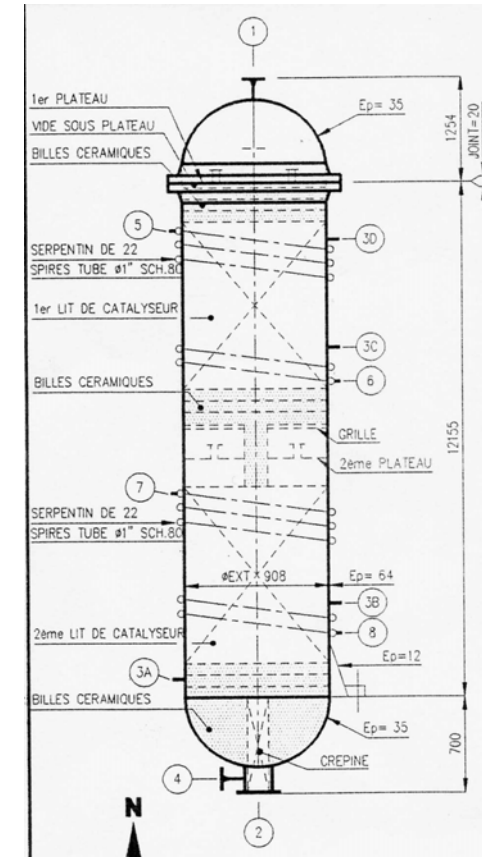 1
1er PLATEAU
Ep= 35
VIDE SOUS PLATEAU
BILLES CERAMIQUES
1254
JOINT=20
5
3D
SERPENTIN DE 22
SPIRES TUBE ø1" SCH.80
1er LIT DE CATALYSEUR
3C
6
BILLES CERAMIQUES
GRILLE
2ème PLATEAU
12155
7
SERPENTIN DE 22
SPIRES TUBE ø1" SCH.80
øEXT 908
Ep= 64
3B
8
2ème LIT DE CATALYSEUR
Ep=12
3A
BILLES CERAMIQUES
Ep= 35
700
CREPINE
4
N
2